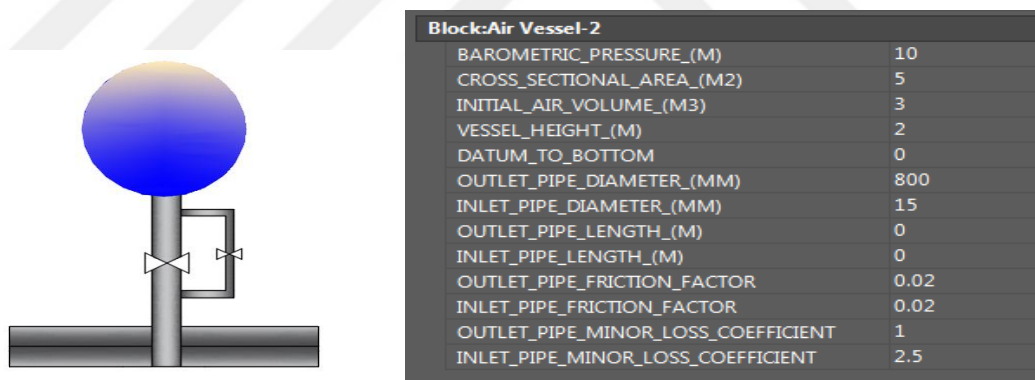 Block:Air Vessel-2
BAROMETRIC_PRESSURE_(M) 10
CROSS_SECTIONAL_AREA_(M2) 5
INITIAL_AIR_VOLUME_(M3) 3
VESSEL_HEIGHT_(M) 2
DATUM_TO_BOTTOM 0
OUTLET_PIPE_DIAMETER_(MM) 800
INLET_PIPE_DIAMETER_(MM) 15
OUTLET_PIPE_LENGTH_(M) 0
INLET_PIPE_LENGTH_(M) 0
OUTLET_PIPE_FRICTION_FACTOR 0.02
INLET_PIPE_FRICTION_FACTOR 0.02
OUTLET_PIPE_MINOR_LOSS_COEFFICIENT 1
INLET_PIPE_MINOR_LOSS_COEFFICIENT 2.5